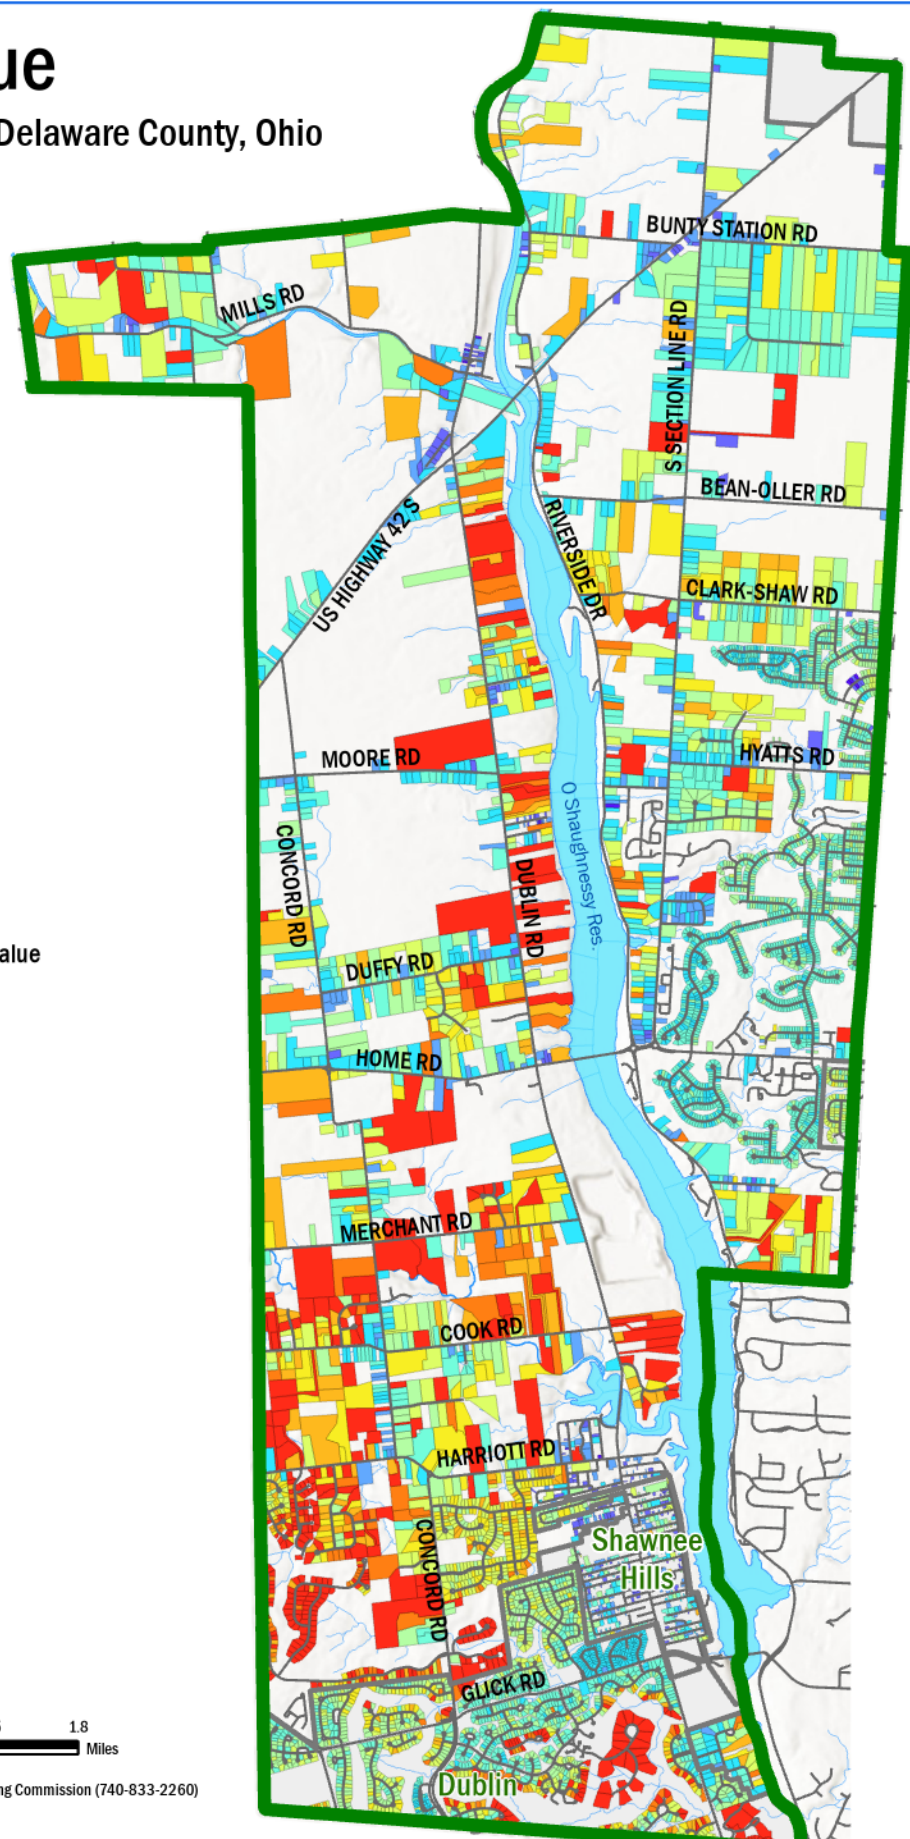 ue
Delaware County, Ohio
BUNTY STATION RD
MILLS RD
S SECTION LINE RD
BEAN-OLLER RD
US HIGHWAY 42 S
RIVERSIDE DR
CLARK-SHAW RD
MOORE RD
HYATTS RD
O Shaughnessy Res.
CONCORD RD
DUBLIN RD
alue
DUFFY RD
HOME RD
MERCHANT RD
COOK RD
HARRIOTT RD
CONCORD RD
Shawnee
Hills
GLICK RD
1.8
Miles
Dublin
ng Commission (740-833-2260)